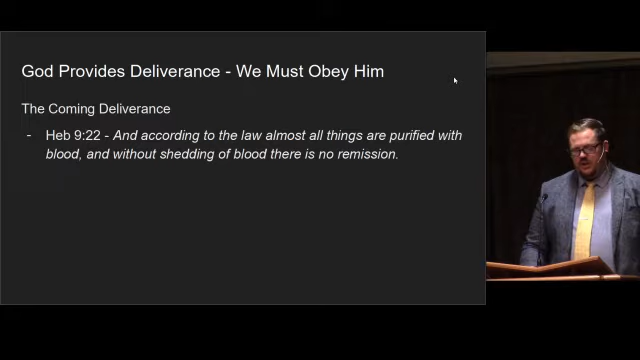 God Provides Deliverance - We Must Obey Him
The Coming Deliverance
- Heb 9:22 - And according to the law almost all things are purified with
blood, and without shedding of blood there is no remission.